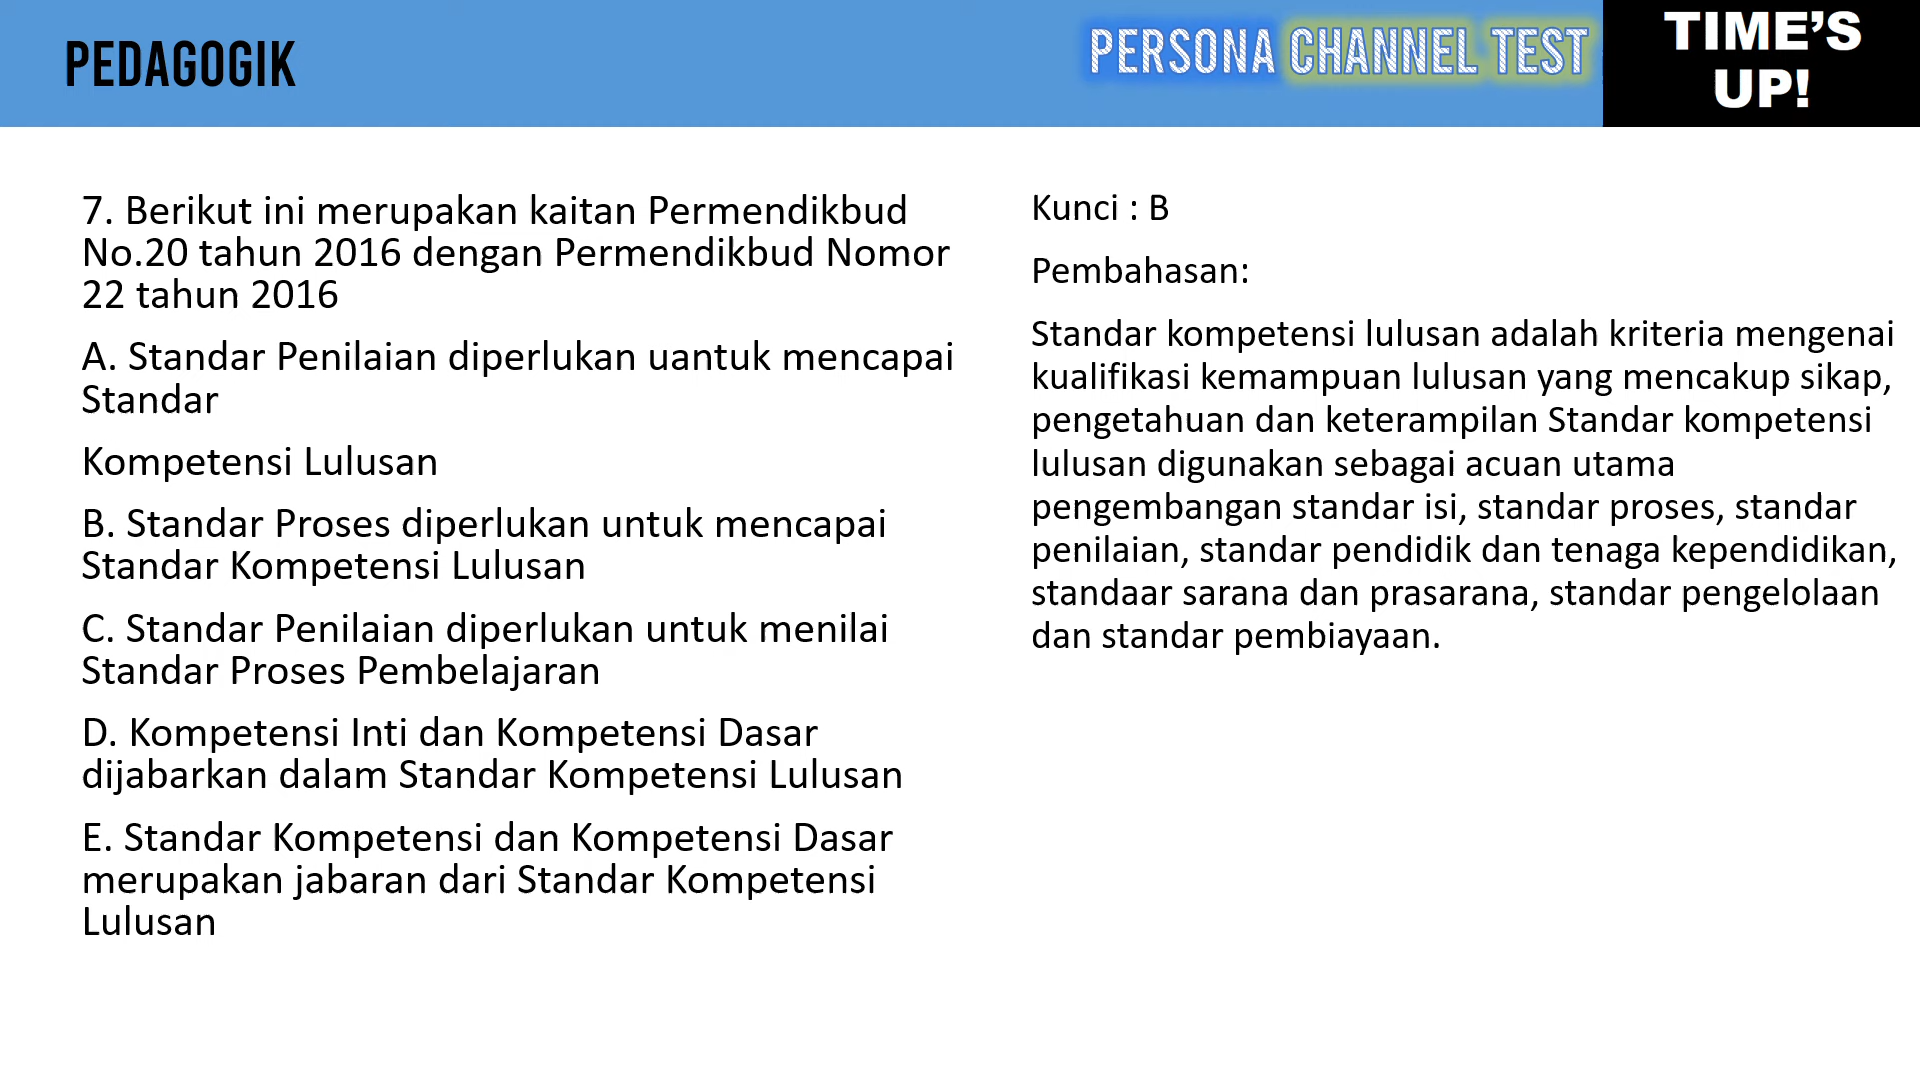 PEDAGOGIK
PERSONA CHANNEL TEST
TIME'S
UP!
7. Berikut ini merupakan kaitan Permendikbud
No.20 tahun 2016 dengan Permendikbud Nomor
22 tahun 2016
A. Standar Penilaian diperlukan uantuk mencapai
Standar
Kompetensi Lulusan
B. Standar Proses diperlukan untuk mencapai
Standar Kompetensi Lulusan
C. Standar Penilaian diperlukan untuk menilai
Standar Proses Pembelajaran
D. Kompetensi Inti dan Kompetensi Dasar
dijabarkan dalam Standar Kompetensi Lulusan
E. Standar Kompetensi dan Kompetensi Dasar
merupakan jabaran dari Standar Kompetensi
Lulusan
Kunci : B
Pembahasan:
Standar kompetensi lulusan adalah kriteria mengenai
kualifikasi kemampuan lulusan yang mencakup sikap,
pengetahuan dan keterampilan Standar kompetensi
lulusan digunakan sebagai acuan utama
pengembangan standar isi, standar proses, standar
penilaian, standar pendidik dan tenaga kependidikan,
standaar sarana dan prasarana, standar pengelolaan
dan standar pembiayaan.